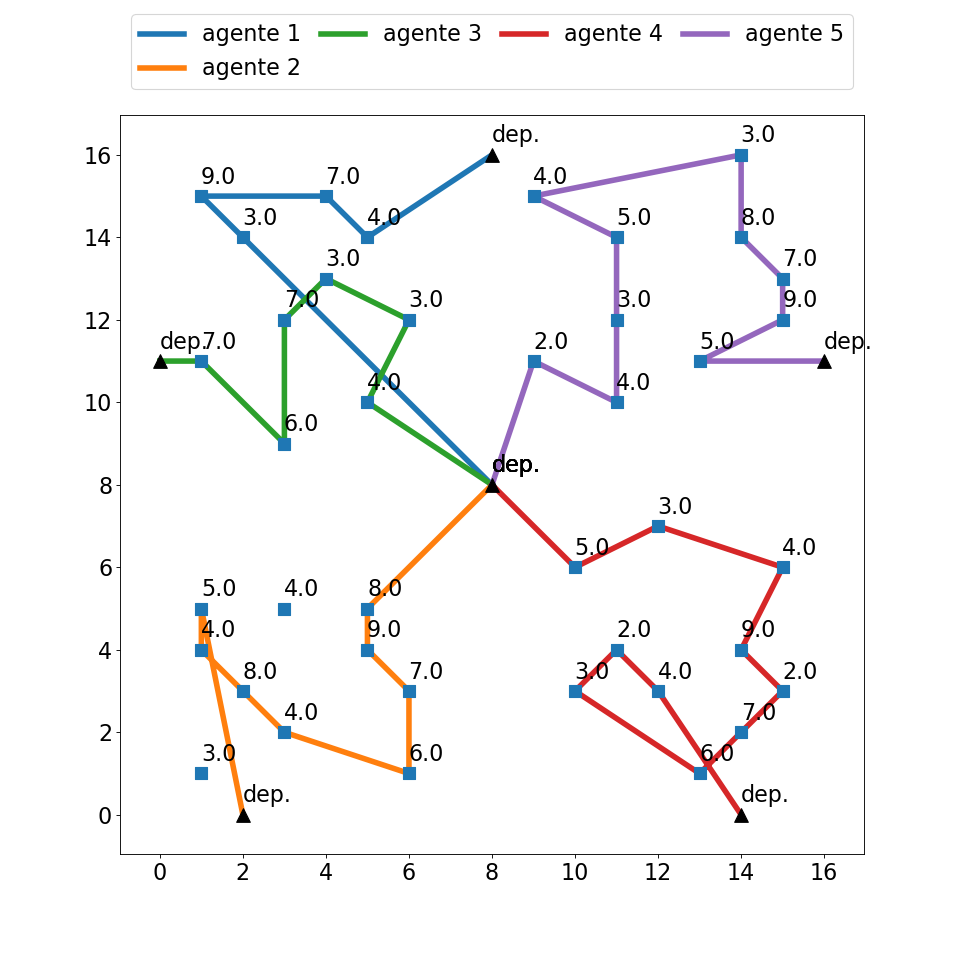 agente 1 agente 3 agente 4 agente 5
agente 2
16 dep. 3.0
9.0 7.0 4.0
14 3.0 4.0 5.0 8.0
3.0 7.0
12 7.0 3.0 3.0 9.0
dep. 7.0 2.0 5.0 dep.
10 4.0 4.0
6.0
8 dep.
3.0
6 5.0 4.0
5.0 4.0 8.0
4 4.0 9.0 2.0 9.0
8.0 7.0 3.0 4.0 2.0
2 4.0 7.0
3.0 6.0 6.0
0 dep. dep.
0 2 4 6 8 10 12 14 16